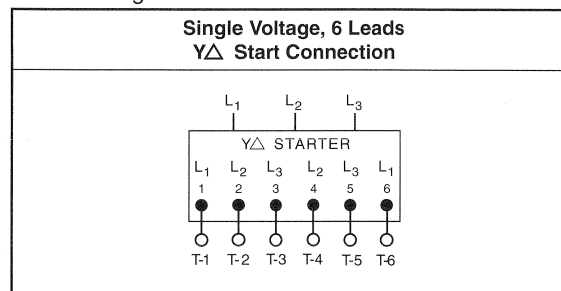 Single Voltage, 6 Leads
Y△ Start Connection
L₁ L₂ L₃
Y△ STARTER
L₁ L₂ L₃ L₂ L₃ L₁
1 2 3 4 5 6
T-1 T-2 T-3 T-4 T-5 T-6